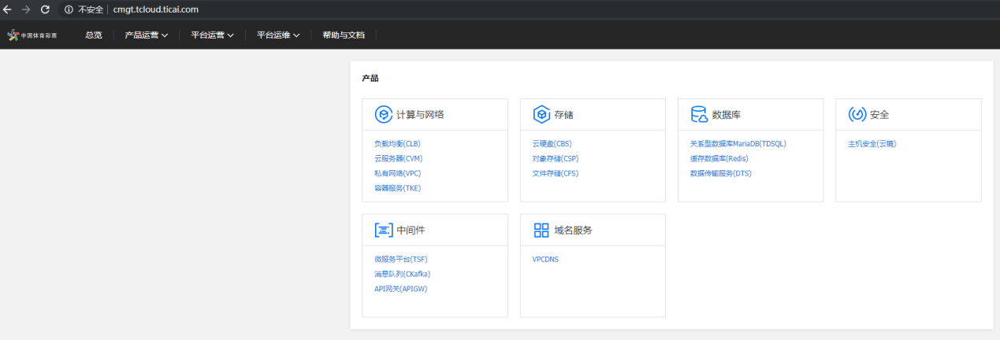 不安全 cmgt.tcloud.ticai.com
中国体育彩票 总览 产品运营 平台运营 平台运维 帮助与文档
产品
计算与网络
负载均衡(CLB)
云服务器(CVM)
私有网络(VPC)
容器服务(TKE)
存储
云硬盘(CBS)
对象存储(CSP)
文件存储(CFS)
数据库
关系型数据库MariaDB(TDSQL)
缓存数据库(Redis)
数据传输服务(DTS)
安全
主机安全(云镜)
中间件
微服务平台(TSF)
消息队列(CKafka)
API网关(APIGW)
域名服务
VPCDNS